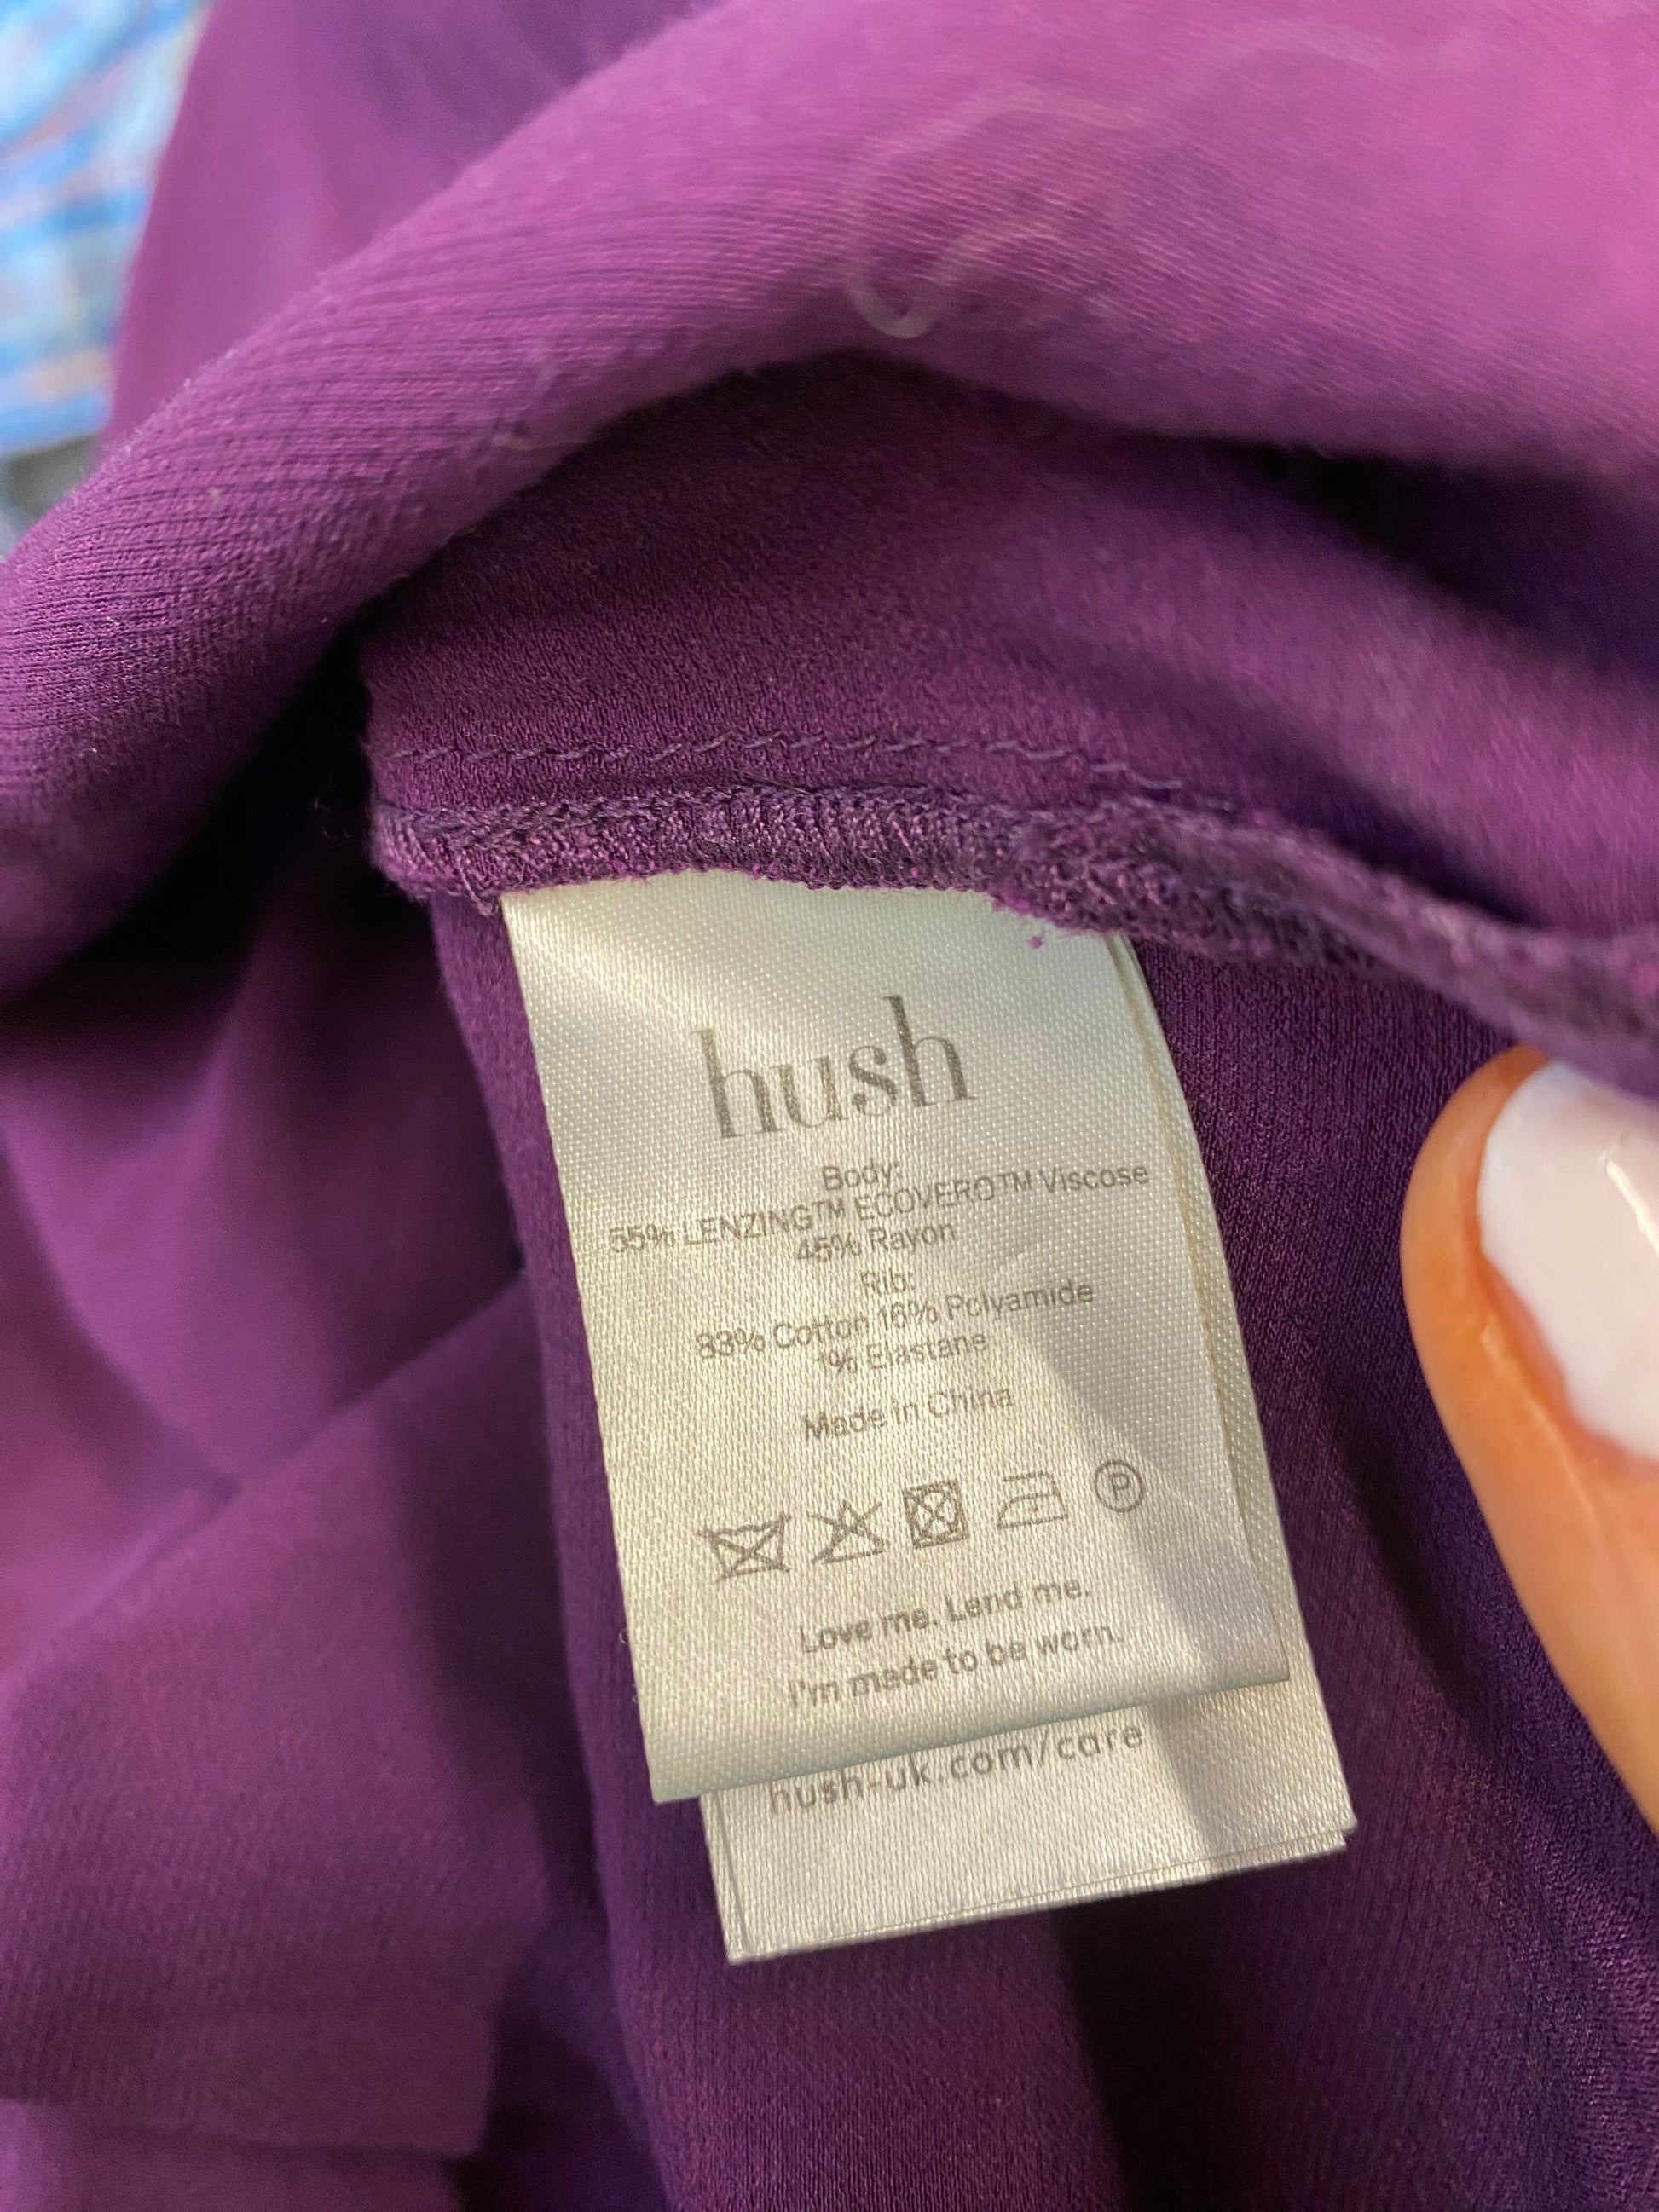 hush
Body:
55% LENZING™ ECOVERO™ Viscose
45% Rayon
Rib:
83% Cotton 16% Polyamide
1% Elastane
Made in China
P
Love me. Lend me.
I'm made to be worn.
hush-uk.com/care